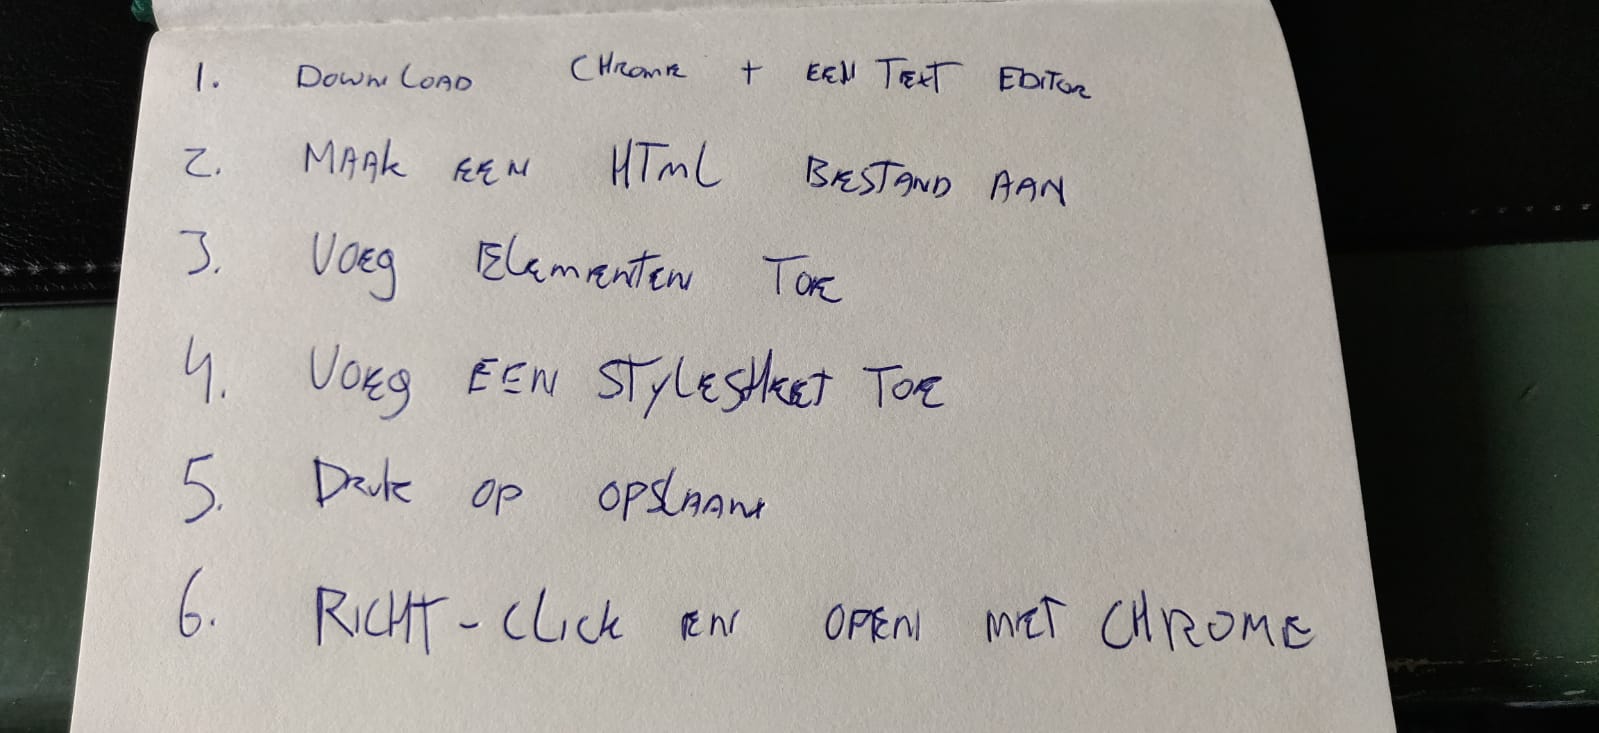 1. DOWNLOAD CHROME + EEN TEXT EDITOR
2. MAAK EEN HTML BESTAND AAN
3. VOEG ELEMENTEN TOE
4. VOEG EEN STYLESHEET TOE
5. DRUK OP OPSLAAN
6. RICHT-CLICK EN OPEN MET CHROME